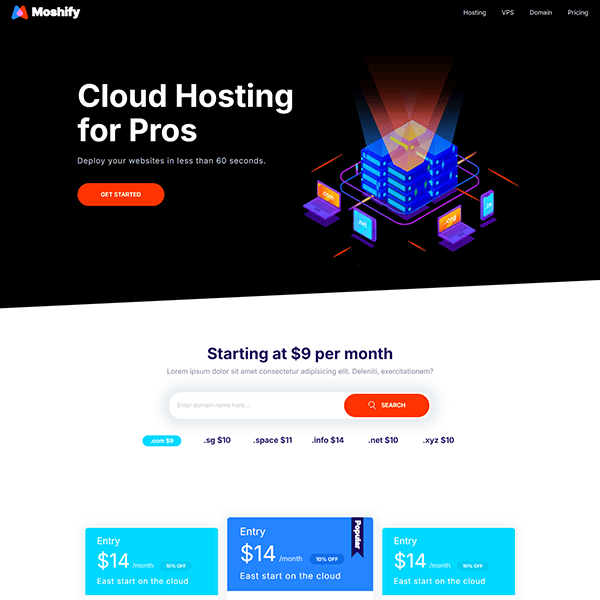 Moshify
Hosting VPS Domain Pricing
Cloud Hosting
for Pros
Deploy your websites in less than 60 seconds.
GET STARTED
.com
.net
.org
Starting at $9 per month
Lorem ipsum dolor sit amet consectetur adipisicing elit. Deleniti, exercitationem?
Enter domain name here...
SEARCH
.com $9 .sg $10 .space $11 .info $14 .net $10 .xyz $10
Entry
$14 /month 10% OFF
East start on the cloud
Popular
Entry
$14 /month 10% OFF
East start on the cloud
Entry
$14 /month 10% OFF
East start on the cloud